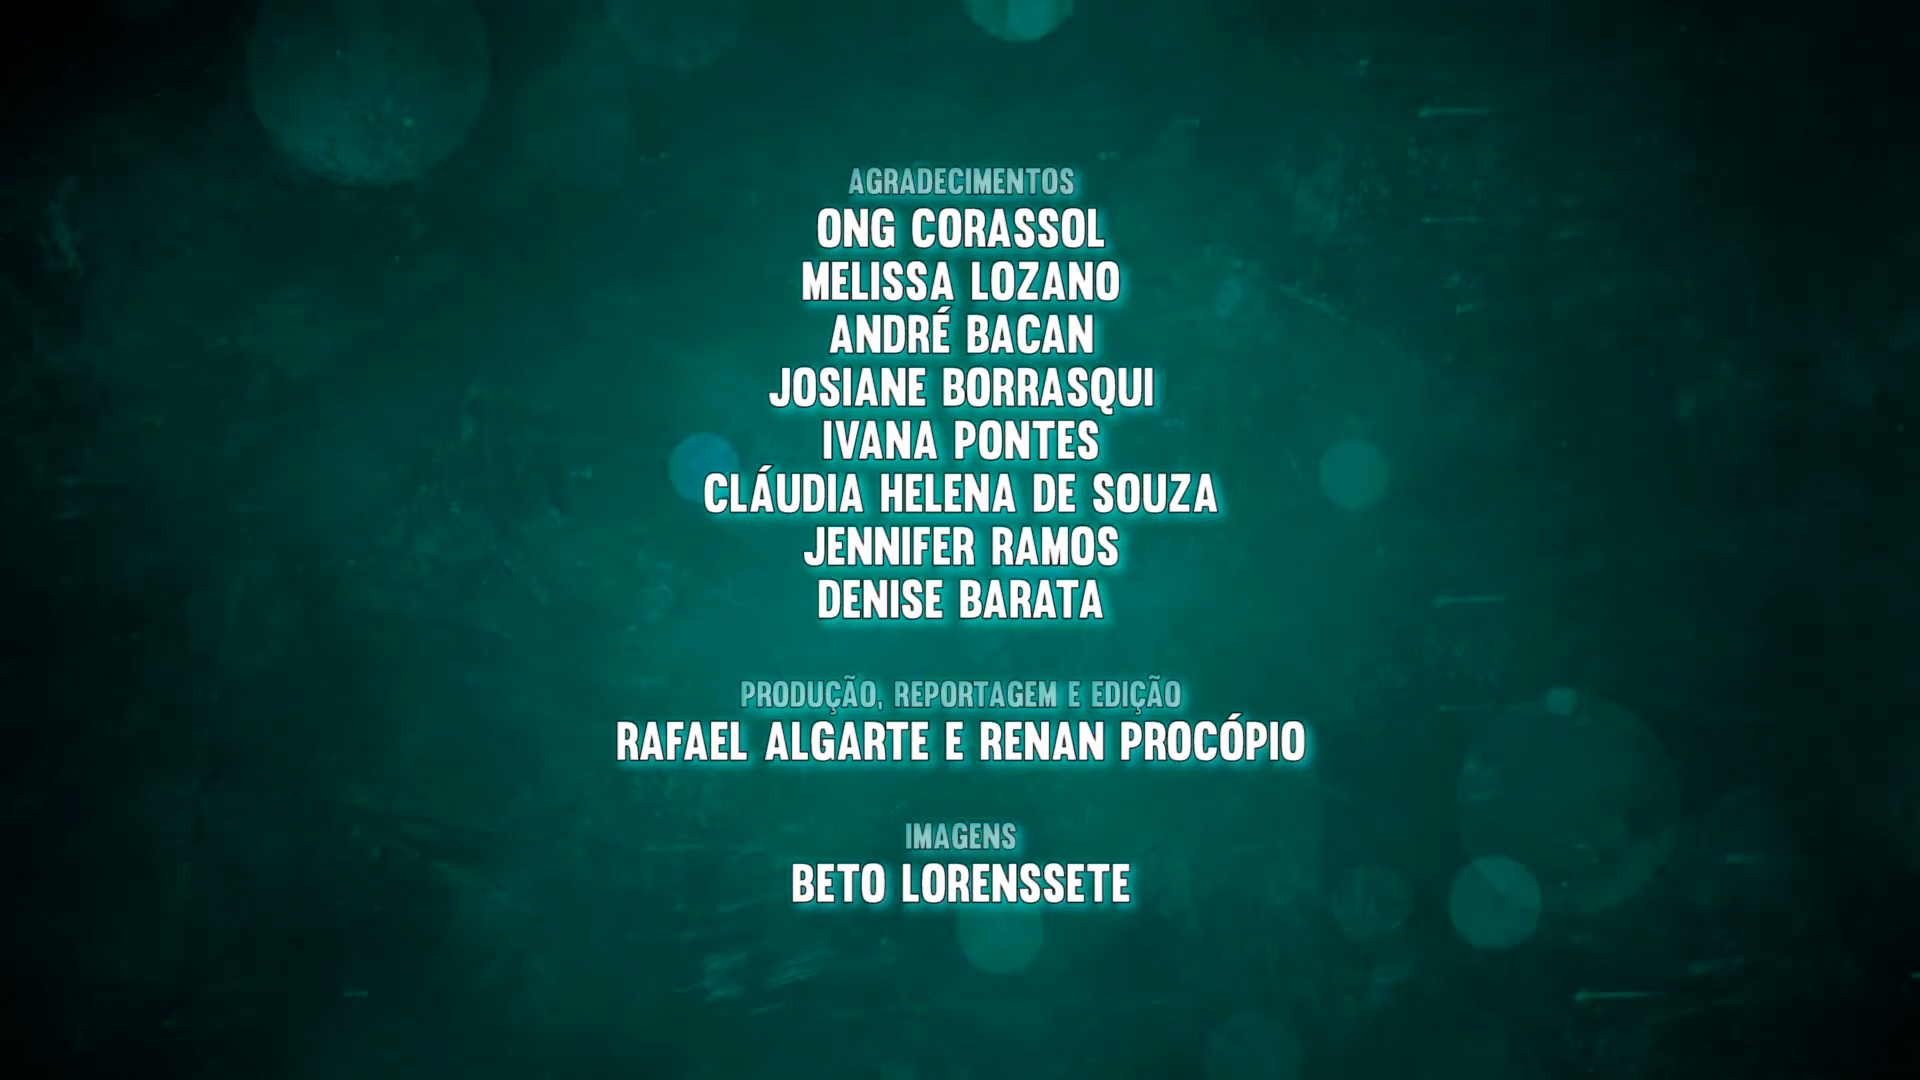 AGRADECIMENTOS
ONG CORASSOL
MELISSA LOZANO
ANDRÉ BACAN
JOSIANE BORRASQUI
IVANA PONTES
CLÁUDIA HELENA DE SOUZA
JENNIFER RAMOS
DENISE BARATA
PRODUÇÃO, REPORTAGEM E EDIÇÃO
RAFAEL ALGARTE E RENAN PROCÓPIO
IMAGENS
BETO LORENSSETE